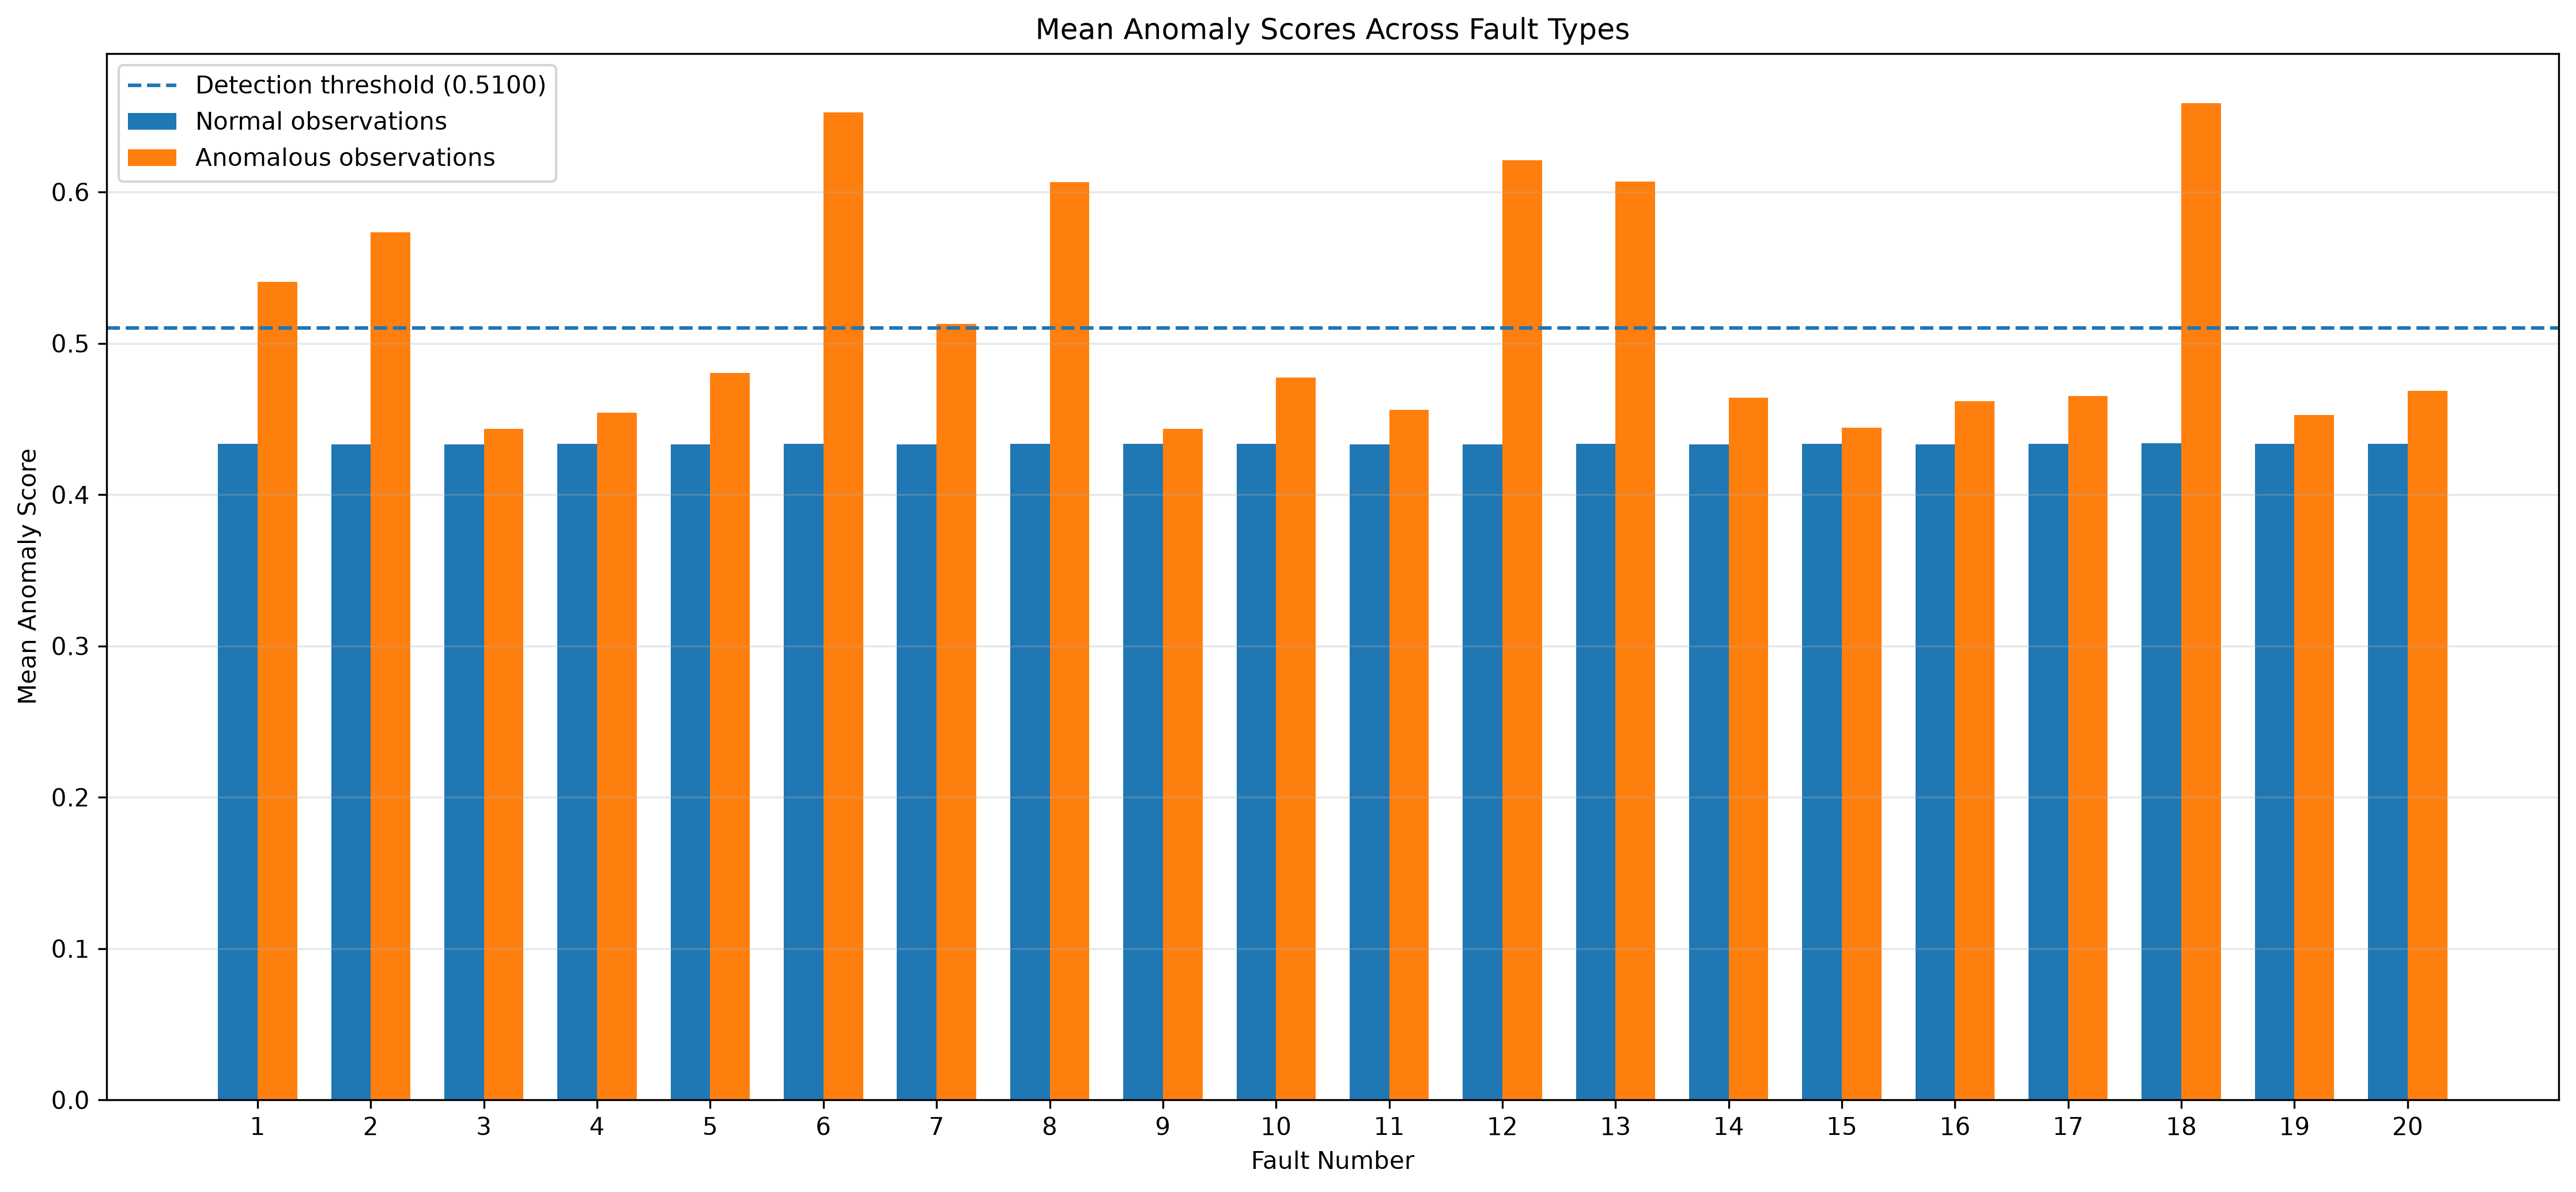 Mean Anomaly Scores Across Fault Types
Detection threshold (0.5100)
Normal observations
Anomalous observations
Mean Anomaly Score
0.6
0.5
0.4
0.3
0.2
0.1
0.0
1 2 3 4 5 6 7 8 9 10 11 12 13 14 15 16 17 18 19 20
Fault Number